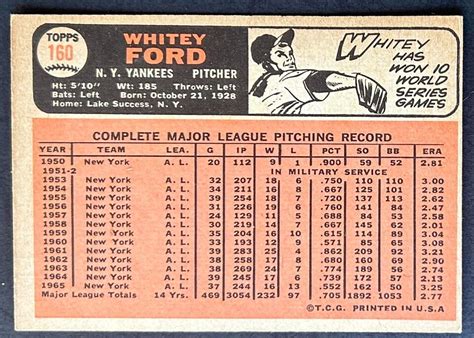 TOPPS
160
WHITEY
FORD
N. Y. YANKEES PITCHER
Ht: 5'10" Wt: 185 Throws: Left
Bats: Left Born: October 21, 1928
Home: Lake Success, N. Y.
WHITEY
HAS
WON 10
WORLD
SERIES
GAMES
COMPLETE MAJOR LEAGUE PITCHING RECORD
YEAR TEAM LEA. G IP W L PCT SO BB ERA
1950 New York A. L. 20 112 9 1 .900 59 52 2.81
1951-2 IN MILITARY SERVICE
1953 New York A. L. 32 207 18 6 .750 110 110 3.00
1954 New York A. L. 34 211 16 8 .667 125 101 2.82
1955 New York A. L. 39 254 18 7 .720 137 113 2.62
1956 New York A. L. 31 226 19 6 .760 141 84 2.47
1957 New York A. L. 24 129 11 5 .688 84 53 2.58
1958 New York A. L. 30 219 14 7 .667 145 62 2.01
1959 New York A. L. 35 204 16 10 .615 114 89 3.04
1960 New York A. L. 33 193 12 9 .571 85 65 3.08
1961 New York A. L. 39 283 25 4 .862 209 92 3.21
1962 New York A. L. 38 258 17 8 .680 160 69 2.90
1963 New York A. L. 38 269 24 7 .774 189 56 2.74
1964 New York A. L. 39 245 17 6 .739 172 57 2.13
1965 New York A. L. 37 244 16 13 .552 162 50 3.25
Major League Totals 14 Yrs. 469 3054 232 97 .705 1892 1053 2.77
©T.C.G. PRINTED IN U.S.A